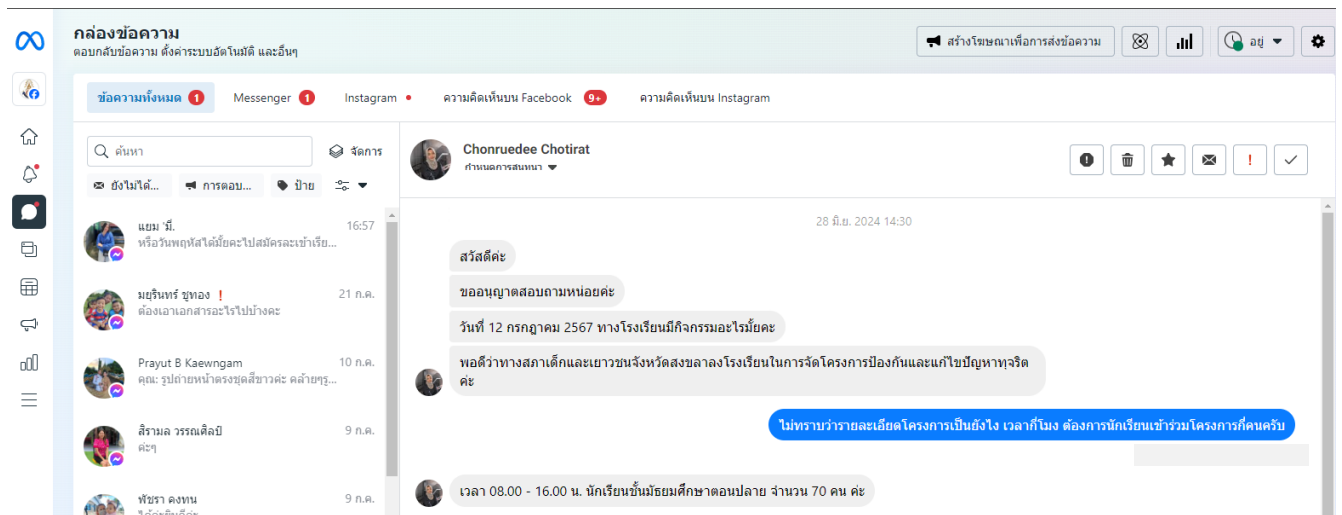 กล่องข้อความ
ตอบกลับข้อความ ตั้งค่าระบบอัตโนมัติ และอื่นๆ
สร้างโฆษณาเพื่อการส่งข้อความ
อยู่
ข้อความทั้งหมด 1
Messenger 1
Instagram
ความคิดเห็นบน Facebook 9+
ความคิดเห็นบน Instagram
ค้นหา
จัดการ
ยังไม่ได้...
การตอบ...
ป้าย
แยม 'มี่.
16:57
หรือวันพฤหัสได้มั้ยคะไปสมัครละเข้าเรีย...
มยุรินทร์ ชูทอง !
21 ก.ค.
ต้องเอาเอกสารอะไรไปบ้างคะ
Prayut B Kaewngam
10 ก.ค.
คุณ: รูปถ่ายหน้าตรงชุดสีขาวค่ะ คล้ายๆรู...
สิรามล วรรณศิลป์
9 ก.ค.
ค่ะๆ
พัชรา คงทน
9 ก.ค.
Chonruedee Chotirat
กำหนดการสนทนา
28 มิ.ย. 2024 14:30
สวัสดีค่ะ
ขออนุญาตสอบถามหน่อยค่ะ
วันที่ 12 กรกฎาคม 2567 ทางโรงเรียนมีกิจกรรมอะไรมั้ยคะ
พอดีว่าทางสภาเด็กและเยาวชนจังหวัดสงขลาลงโรงเรียนในการจัดโครงการป้องกันและแก้ไขปัญหาทุจริต
ค่ะ
ไม่ทราบว่ารายละเอียดโครงการเป็นยังไง เวลากี่โมง ต้องการนักเรียนเข้าร่วมโครงการกี่คนครับ
เวลา 08.00 - 16.00 น. นักเรียนชั้นมัธยมศึกษาตอนปลาย จำนวน 70 คน ค่ะ